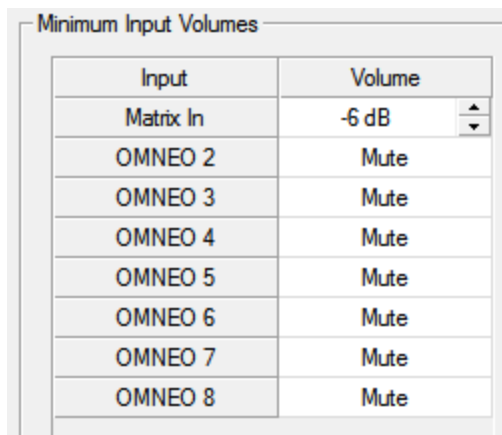 Minimum Input Volumes
Input Volume
Matrix In -6 dB
OMNEO 2 Mute
OMNEO 3 Mute
OMNEO 4 Mute
OMNEO 5 Mute
OMNEO 6 Mute
OMNEO 7 Mute
OMNEO 8 Mute